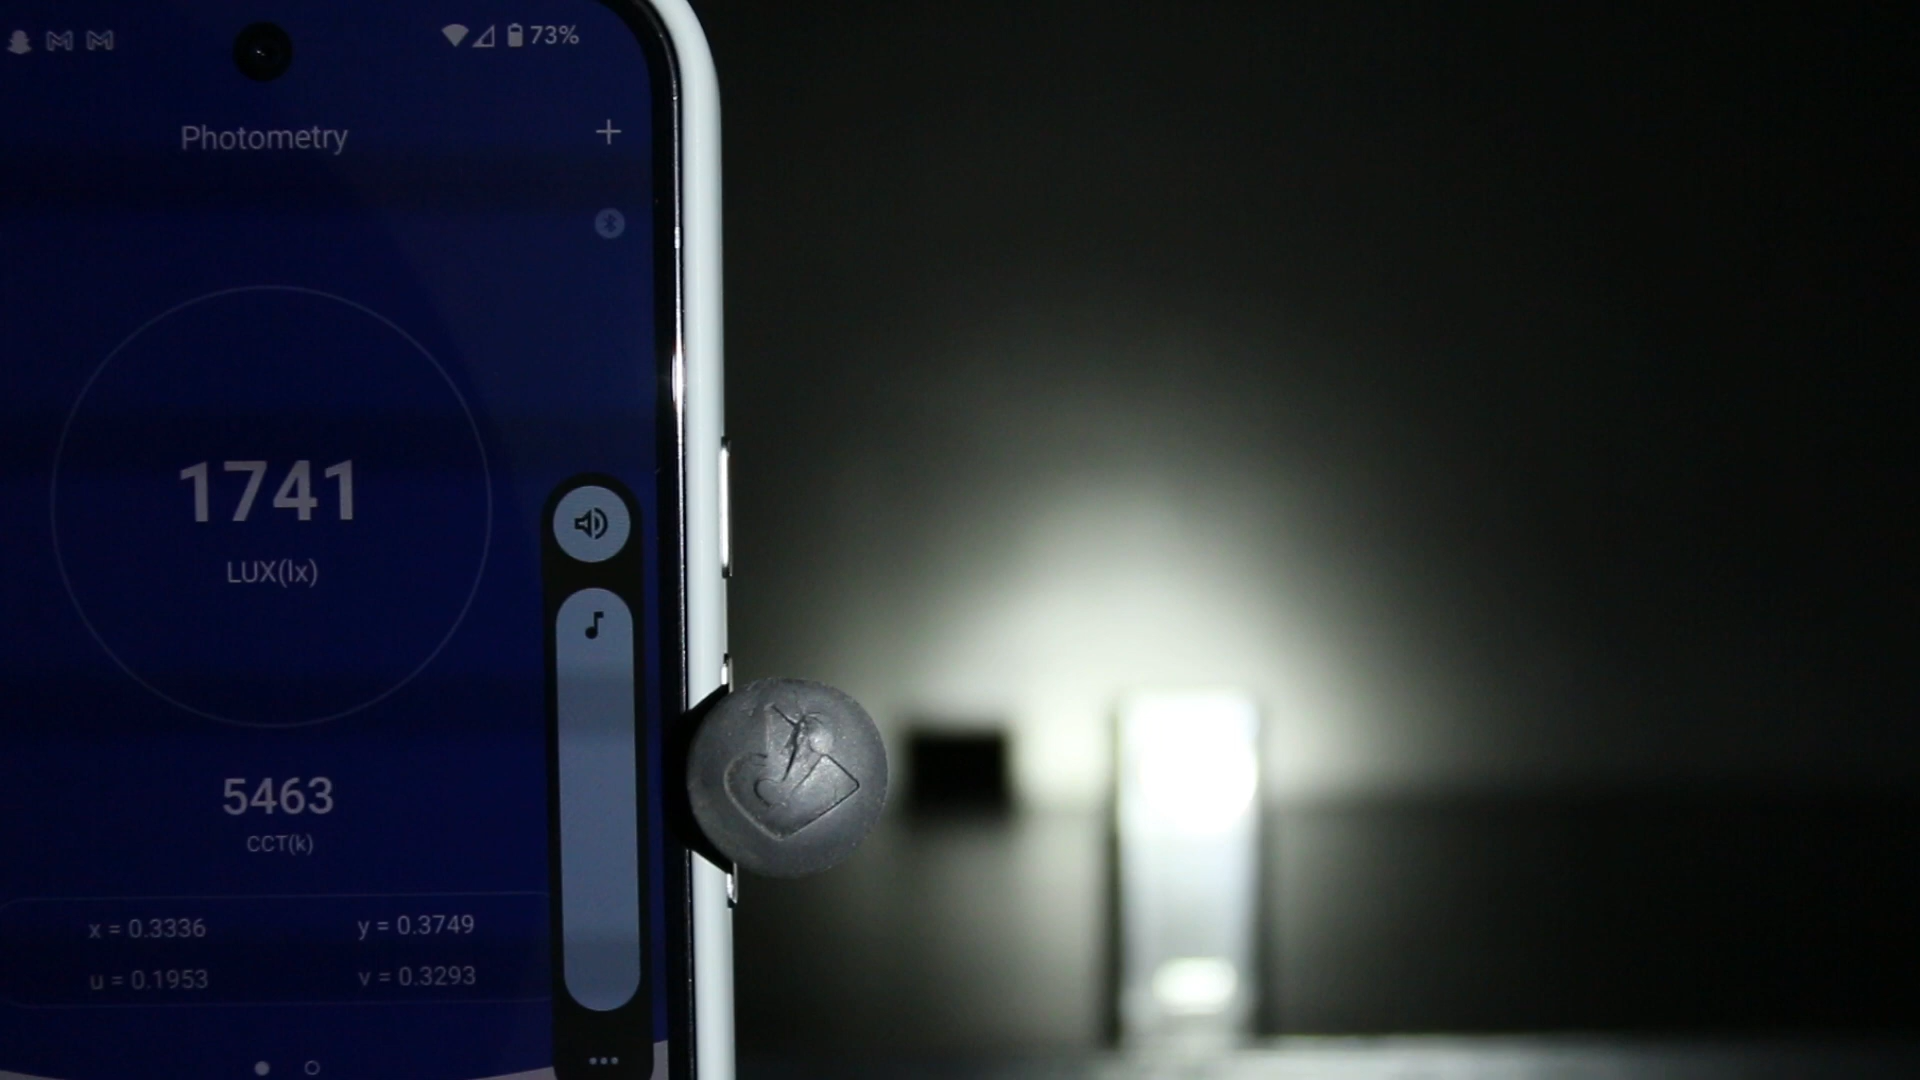 73%
Photometry
1741
LUX(lx)
5463
CCT(k)
x = 0.3336 y = 0.3749
u = 0.1953 v = 0.3293